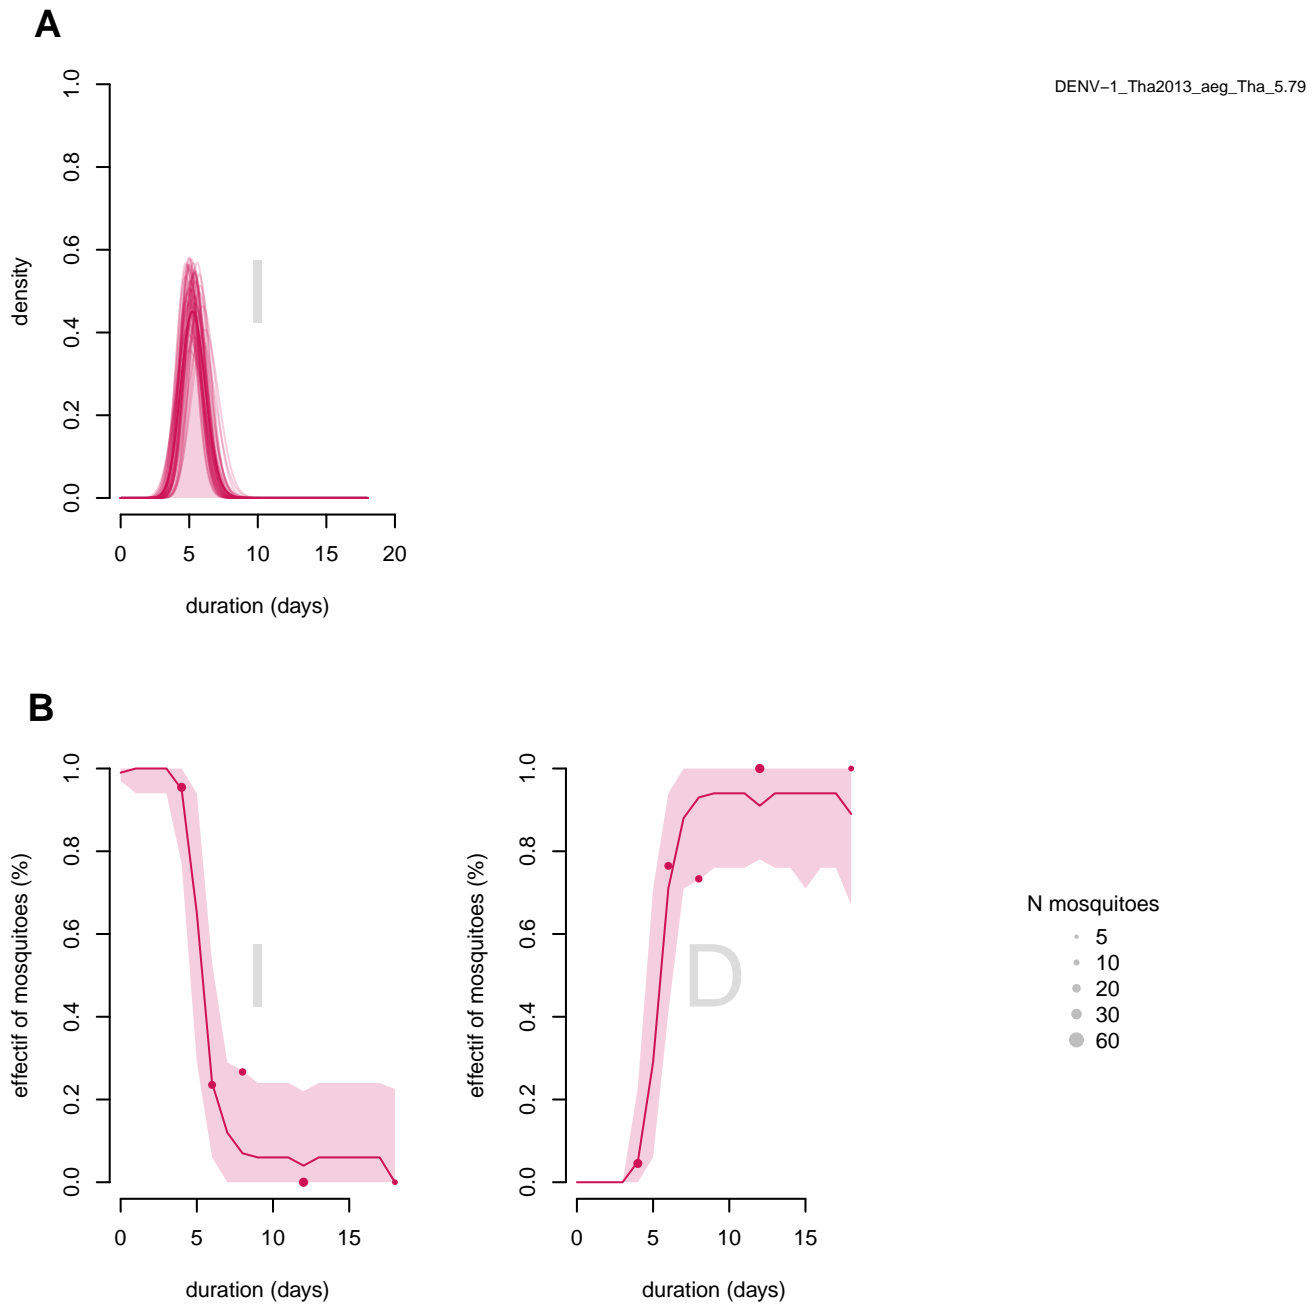 A
DENV−1_Tha2013_aeg_Tha_5.79
1.0
0.8
0.6
0.4
0.2
0.0
density
I
0 5 10 15 20
duration (days)
B
1.0
0.8
0.6
0.4
0.2
0.0
effectif of mosquitoes (%)
I
0 5 10 15
duration (days)
1.0
0.8
0.6
0.4
0.2
0.0
effectif of mosquitoes (%)
D
0 5 10 15
duration (days)
N mosquitoes
5
10
20
30
60